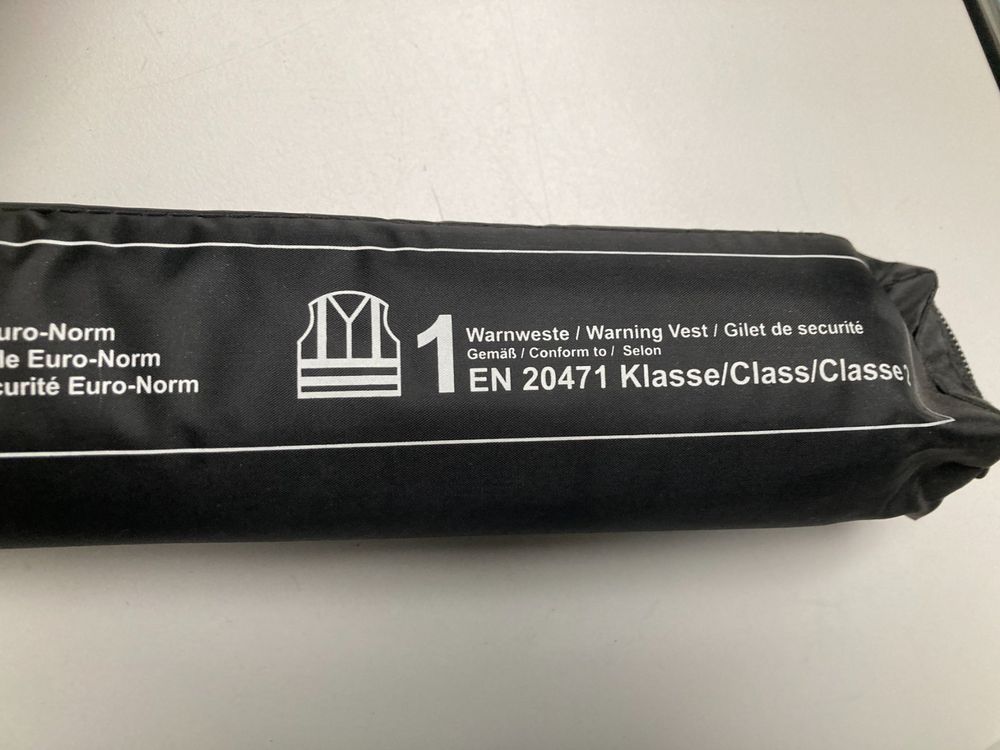 uro-Norm
le Euro-Norm
curité Euro-Norm
1
Warnweste / Warning Vest / Gilet de securité
Gemäß / Conform to / Selon
EN 20471 Klasse/Class/Classe 2